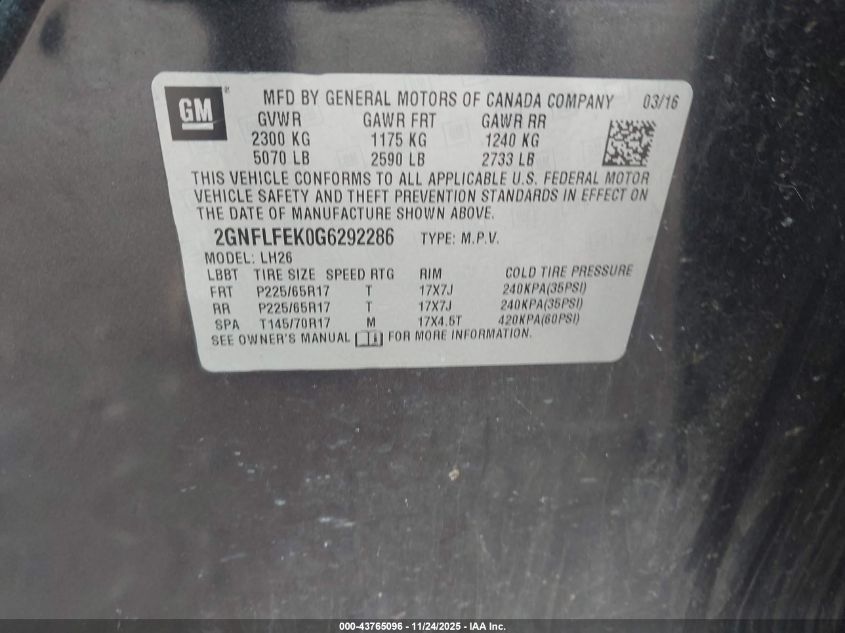 GM
MFD BY GENERAL MOTORS OF CANADA COMPANY 03/16
GVWR GAWR FRT GAWR RR
2300 KG 1175 KG 1240 KG
5070 LB 2590 LB 2733 LB
THIS VEHICLE CONFORMS TO ALL APPLICABLE U.S. FEDERAL MOTOR
VEHICLE SAFETY AND THEFT PREVENTION STANDARDS IN EFFECT ON
THE DATE OF MANUFACTURE SHOWN ABOVE.
2GNFLFEK0G6292286 TYPE: M.P.V.
MODEL: LH26
LBBT TIRE SIZE SPEED RTG RIM COLD TIRE PRESSURE
FRT P225/65R17 T 17X7J 240KPA(35PSI)
RR P225/65R17 T 17X7J 240KPA(35PSI)
SPA T145/70R17 M 17X4.5T 420KPA(60PSI)
SEE OWNER'S MANUAL FOR MORE INFORMATION.
000-43765096 - 11/24/2025 - IAA Inc.